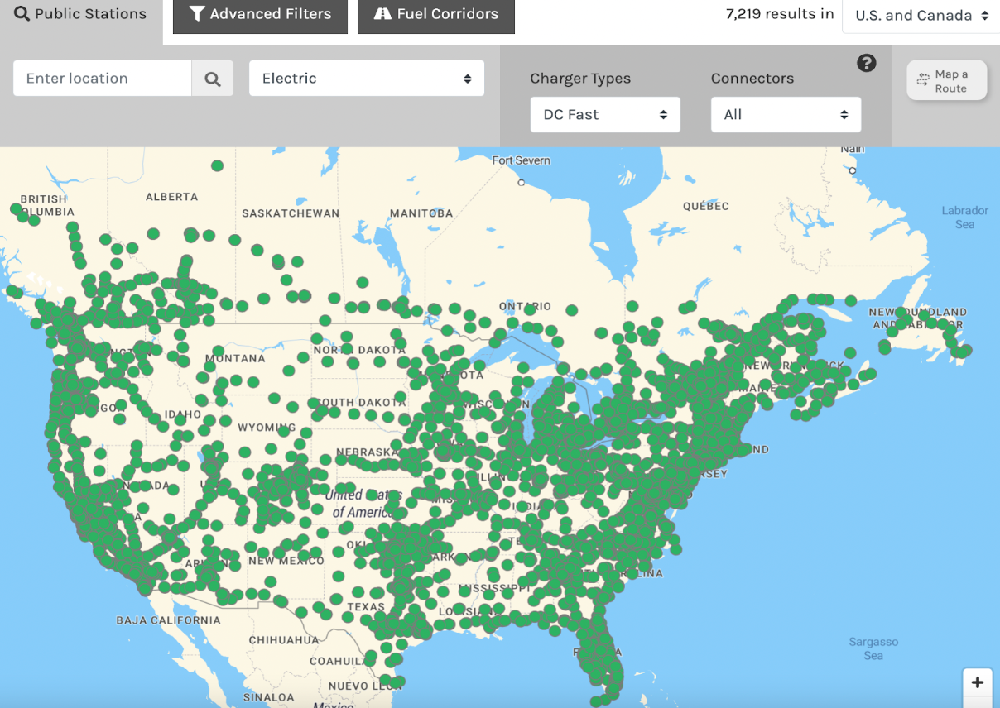 Public Stations
Advanced Filters
Fuel Corridors
7,219 results in
U.S. and Canada
Enter location
Electric
Charger Types
Connectors
?
Map a
Route
DC Fast
All
Fort Severn
Nain
ALBERTA
BRITISH
SASKATCHEWAN
MANITOBA
QUÉBEC
Labrador
Sea
ONTARIO
MONTANA
NORTH DAKOTA
IDAHO
SOUTH DAKOTA
WYOMING
MAINE
NEBRASKA
United States
of America
NEW MEXICO
MISSISSIPPI
TEXAS
BAJA CALIFORNIA
CHIHUAHUA
COAHUILA
NUEVO LEÓN
SINALOA
Mexico
Sargasso
Sea
+